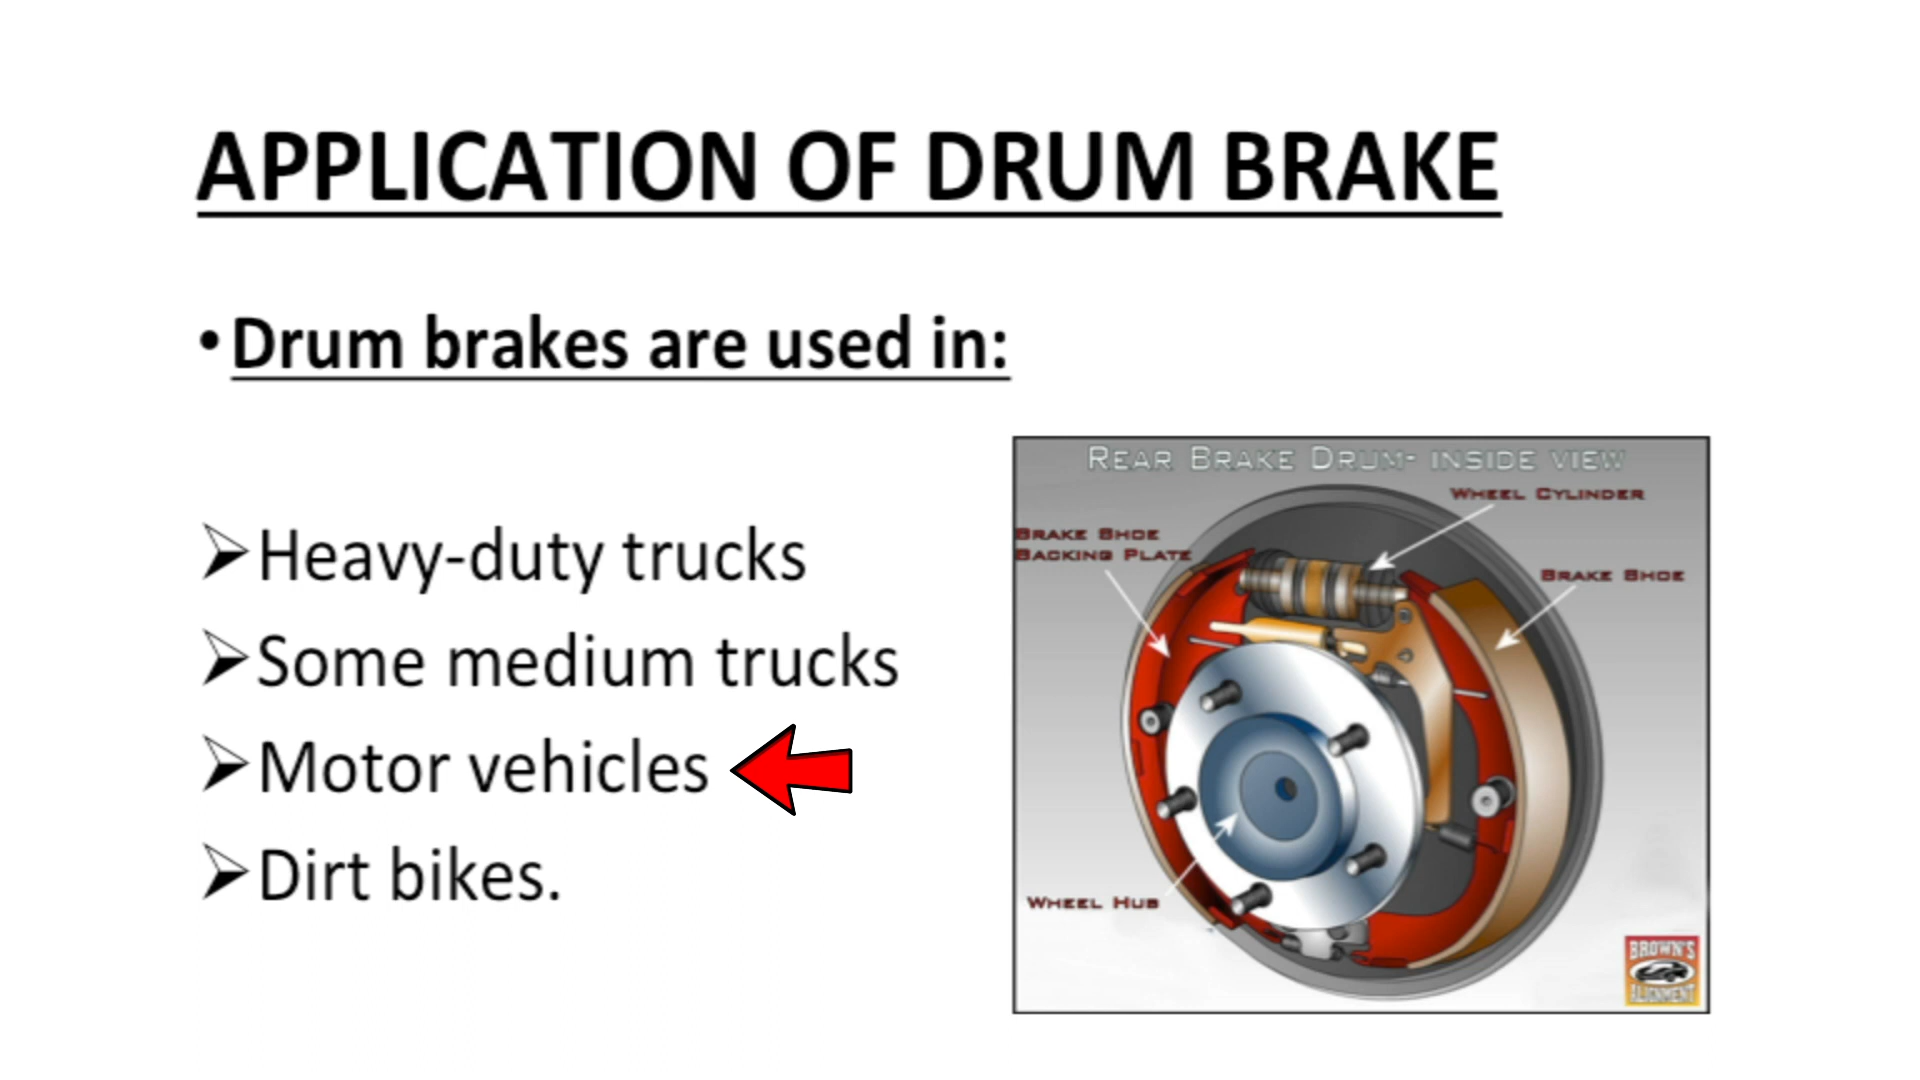 APPLICATION OF DRUM BRAKE
• Drum brakes are used in:
➢Heavy-duty trucks
➢Some medium trucks
➢Motor vehicles
➢Dirt bikes.
REAR BRAKE DRUM- INSIDE VIEW
WHEEL CYLINDER
BRAKE SHOE
BACKING PLATE
BRAKE SHOE
WHEEL HUB
BROWN'S
ALIGNMENT